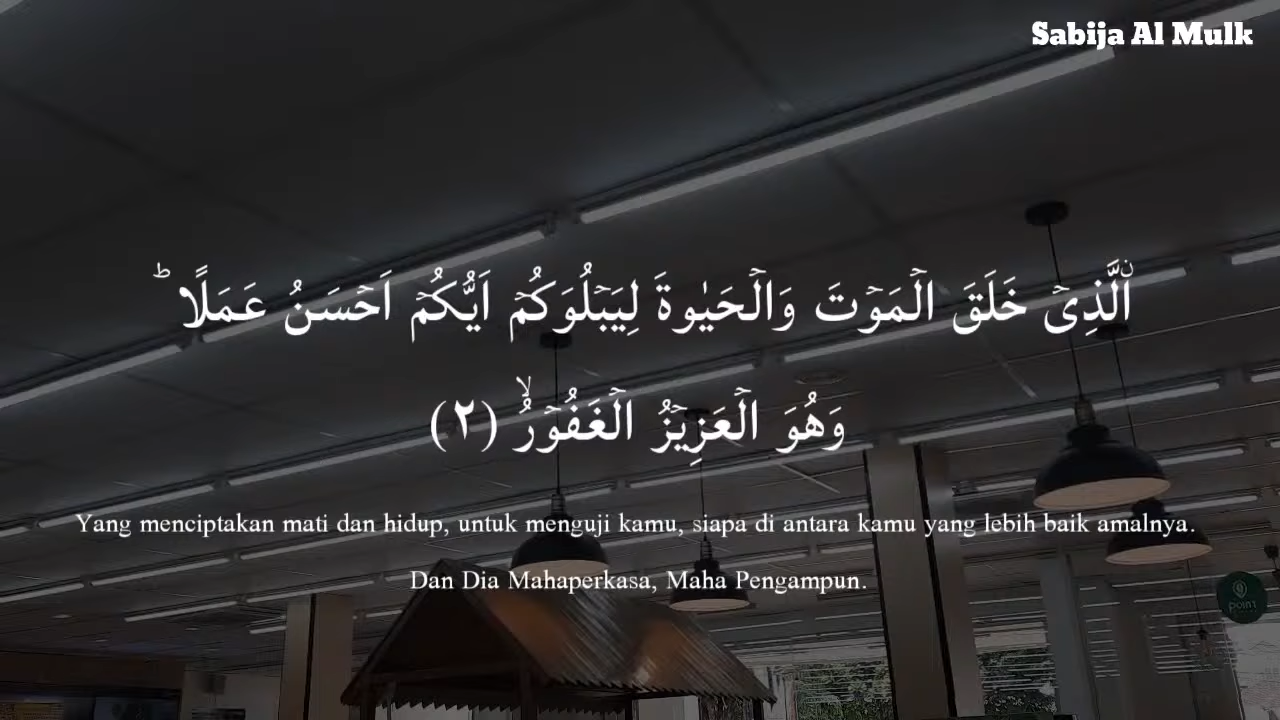 Sabija Al Mulk
اۨلَّذِىۡ خَلَقَ الۡمَوۡتَ وَالۡحَيٰوةَ لِيَبۡلُوَكُمۡ اَيُّكُمۡ اَحۡسَنُ عَمَلًا ؕ
وَهُوَ الۡعَزِيۡزُ الۡغَفُوۡرُۙ (٢)
Yang menciptakan mati dan hidup, untuk menguji kamu, siapa di antara kamu yang lebih baik amalnya.
Dan Dia Mahaperkasa, Maha Pengampun.
point